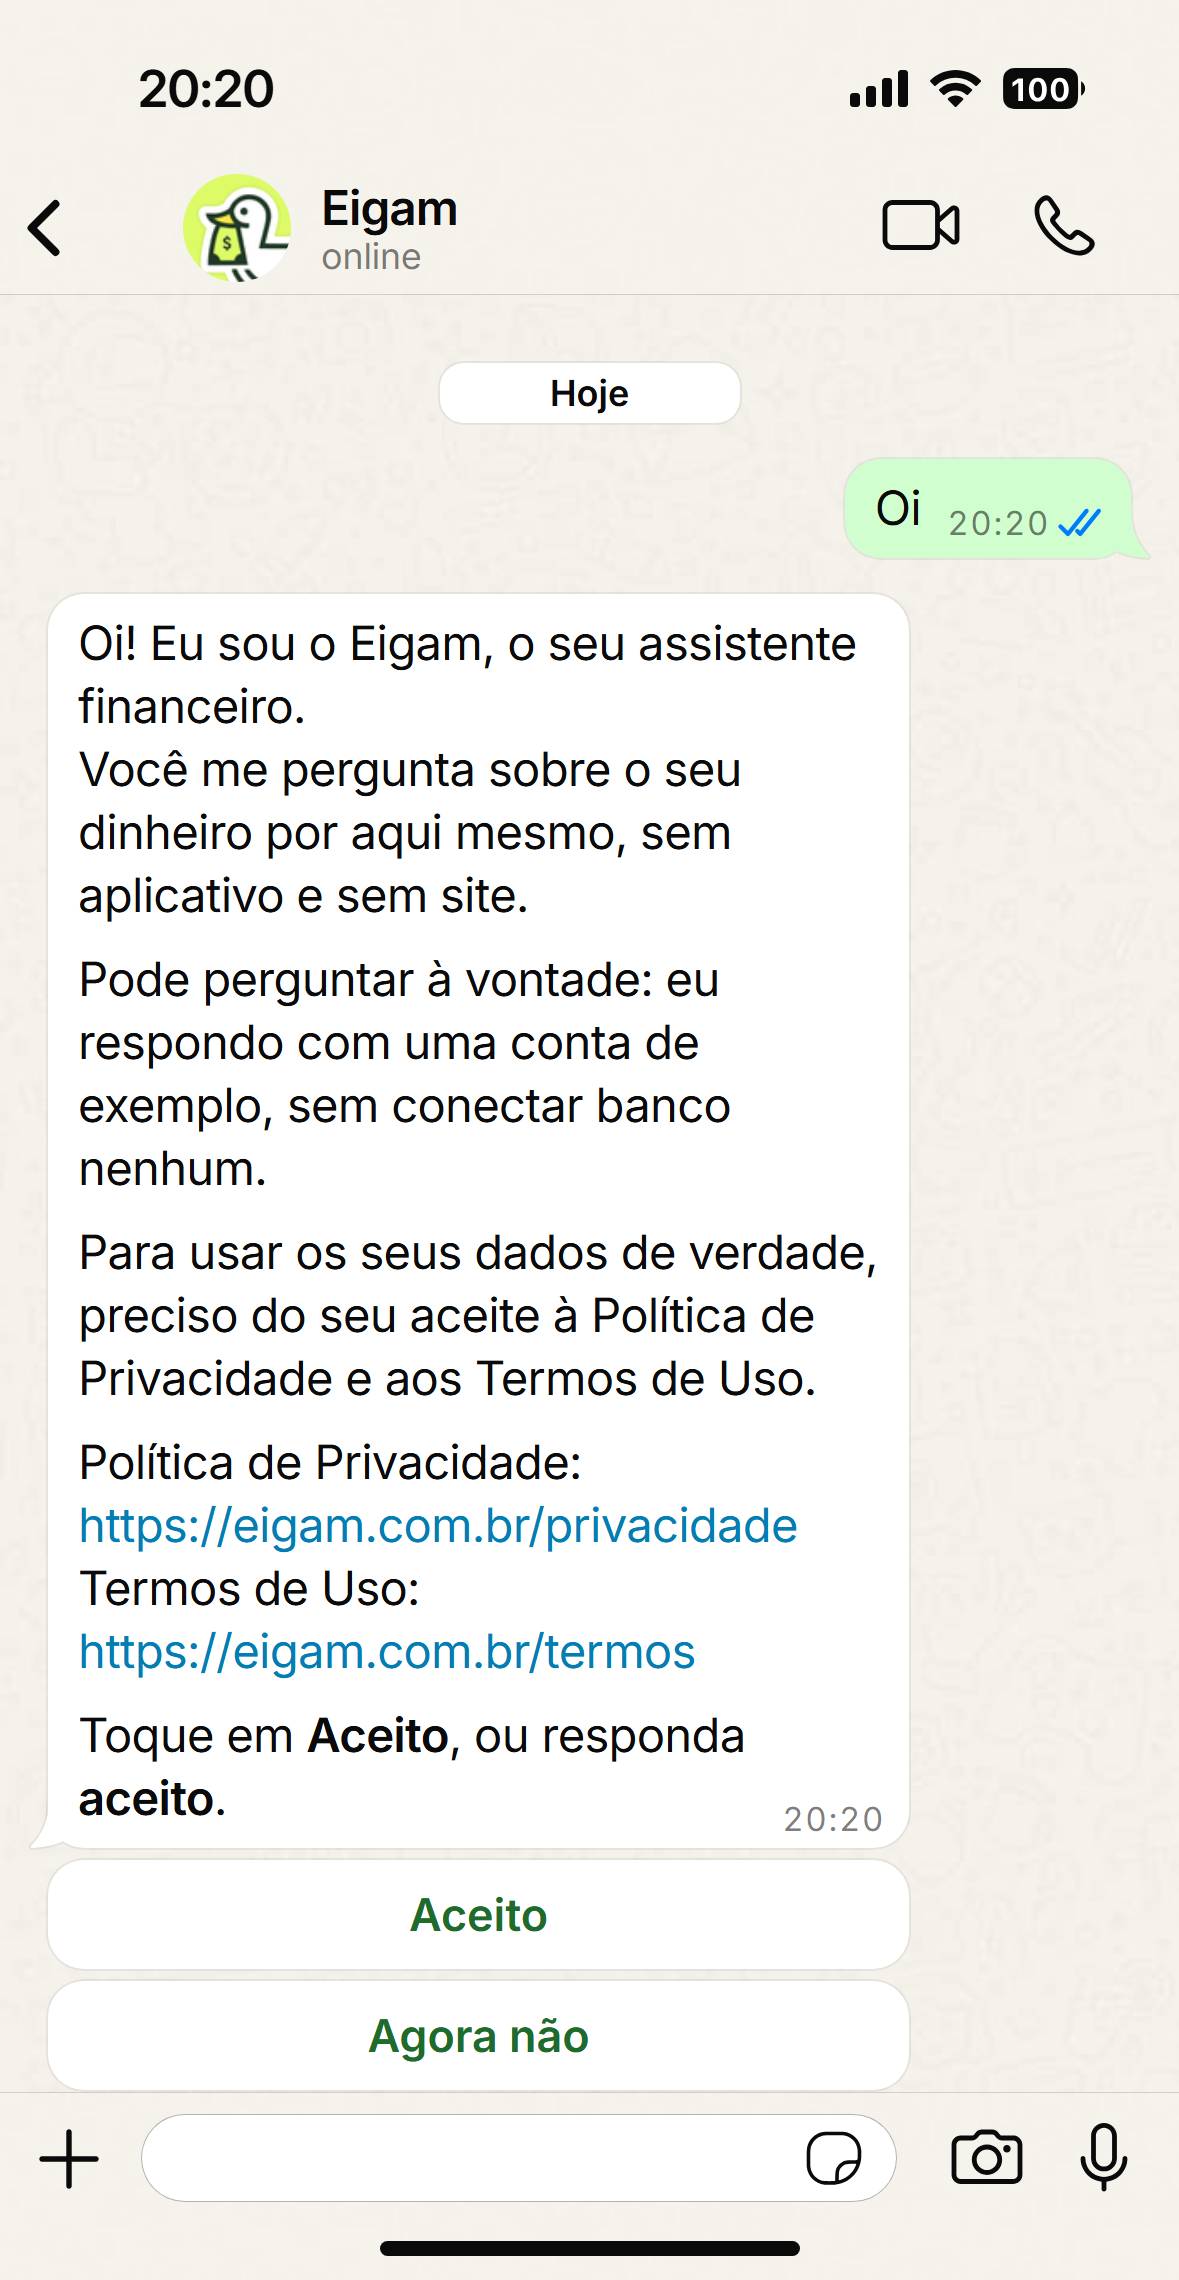 20:20
100
Eigam
online
$
Hoje
Oi 20:20
Oi! Eu sou o Eigam, o seu assistente
financeiro.
Você me pergunta sobre o seu
dinheiro por aqui mesmo, sem
aplicativo e sem site.
Pode perguntar à vontade: eu
respondo com uma conta de
exemplo, sem conectar banco
nenhum.
Para usar os seus dados de verdade,
preciso do seu aceite à Política de
Privacidade e aos Termos de Uso.
Política de Privacidade:
https://eigam.com.br/privacidade
Termos de Uso:
https://eigam.com.br/termos
Toque em Aceito, ou responda
aceito.
20:20
Aceito
Agora não